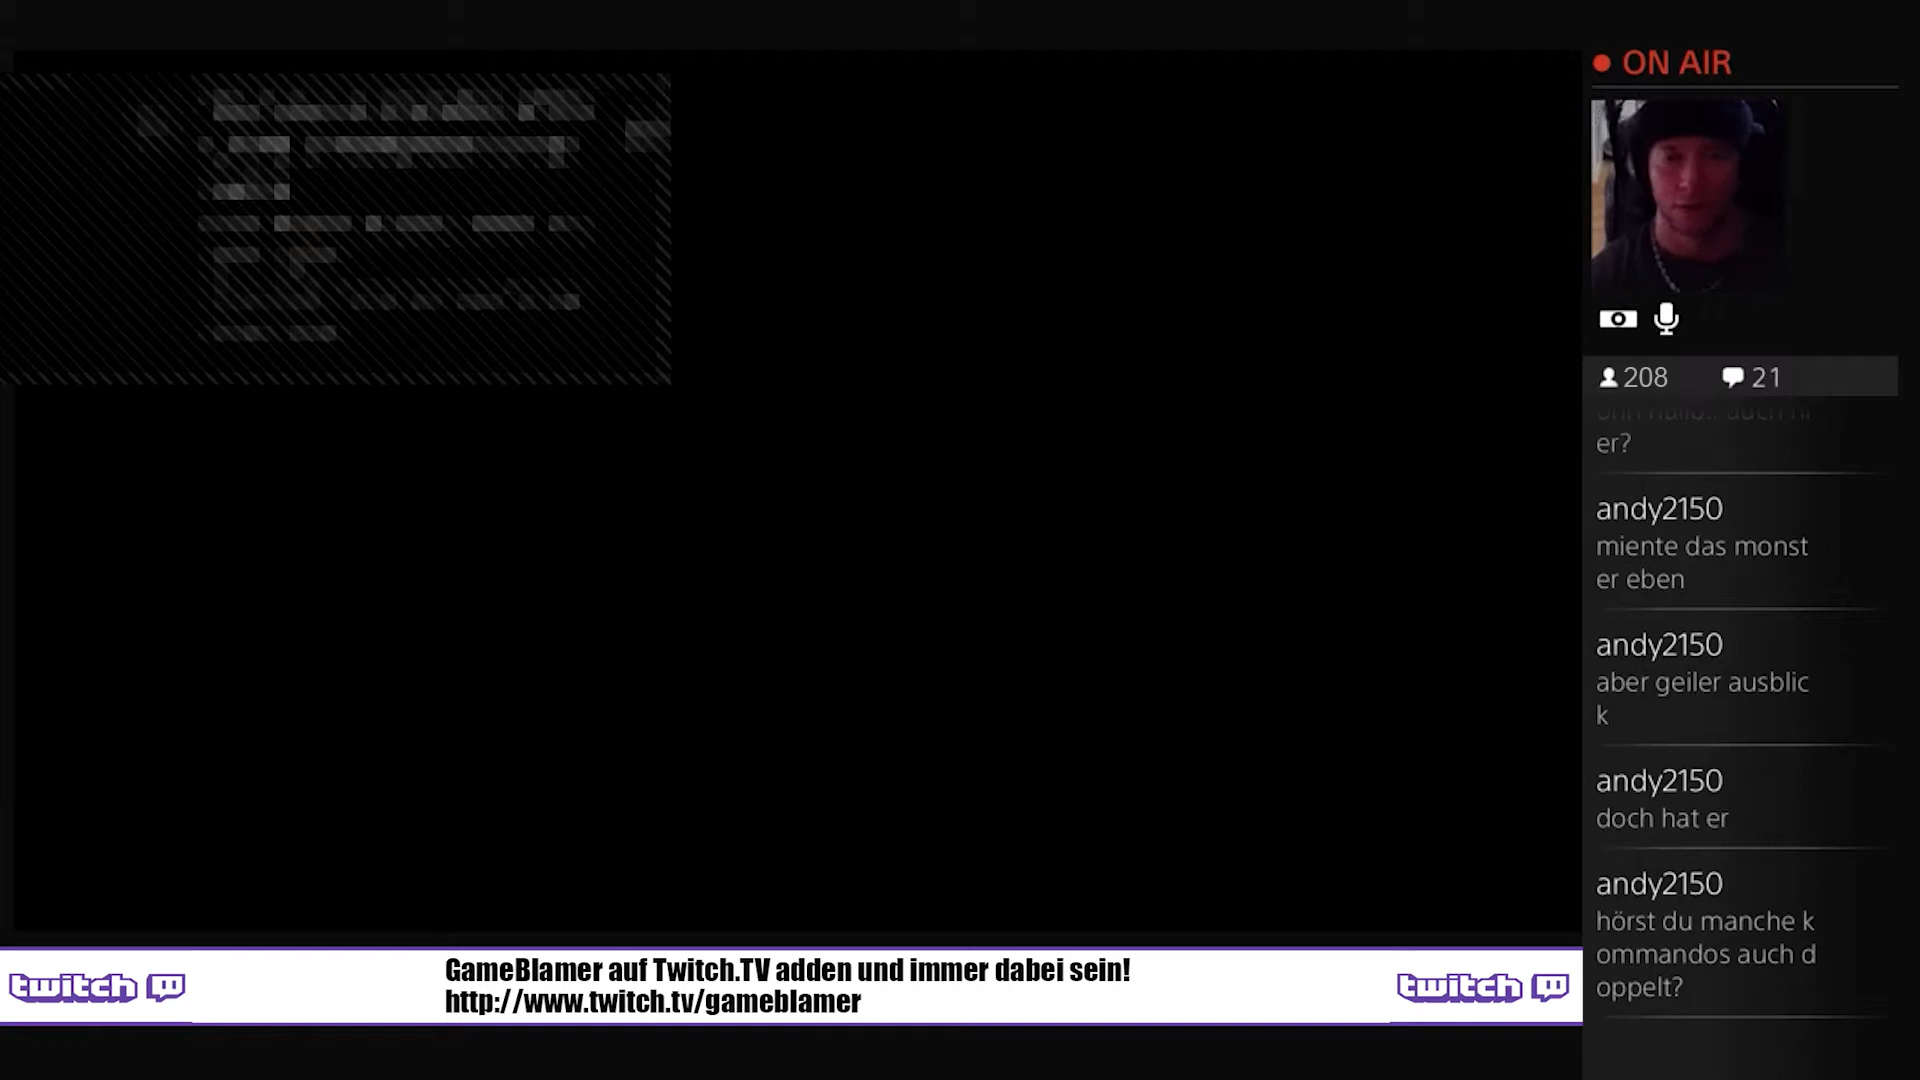 ON AIR
208 21
er?
andy2150
miente das monst
er eben
andy2150
aber geiler ausblic
k
andy2150
doch hat er
andy2150
hörst du manche k
ommandos auch d
oppelt?
twitch
GameBlamer auf Twitch.TV adden und immer dabei sein!
http://www.twitch.tv/gameblamer
twitch